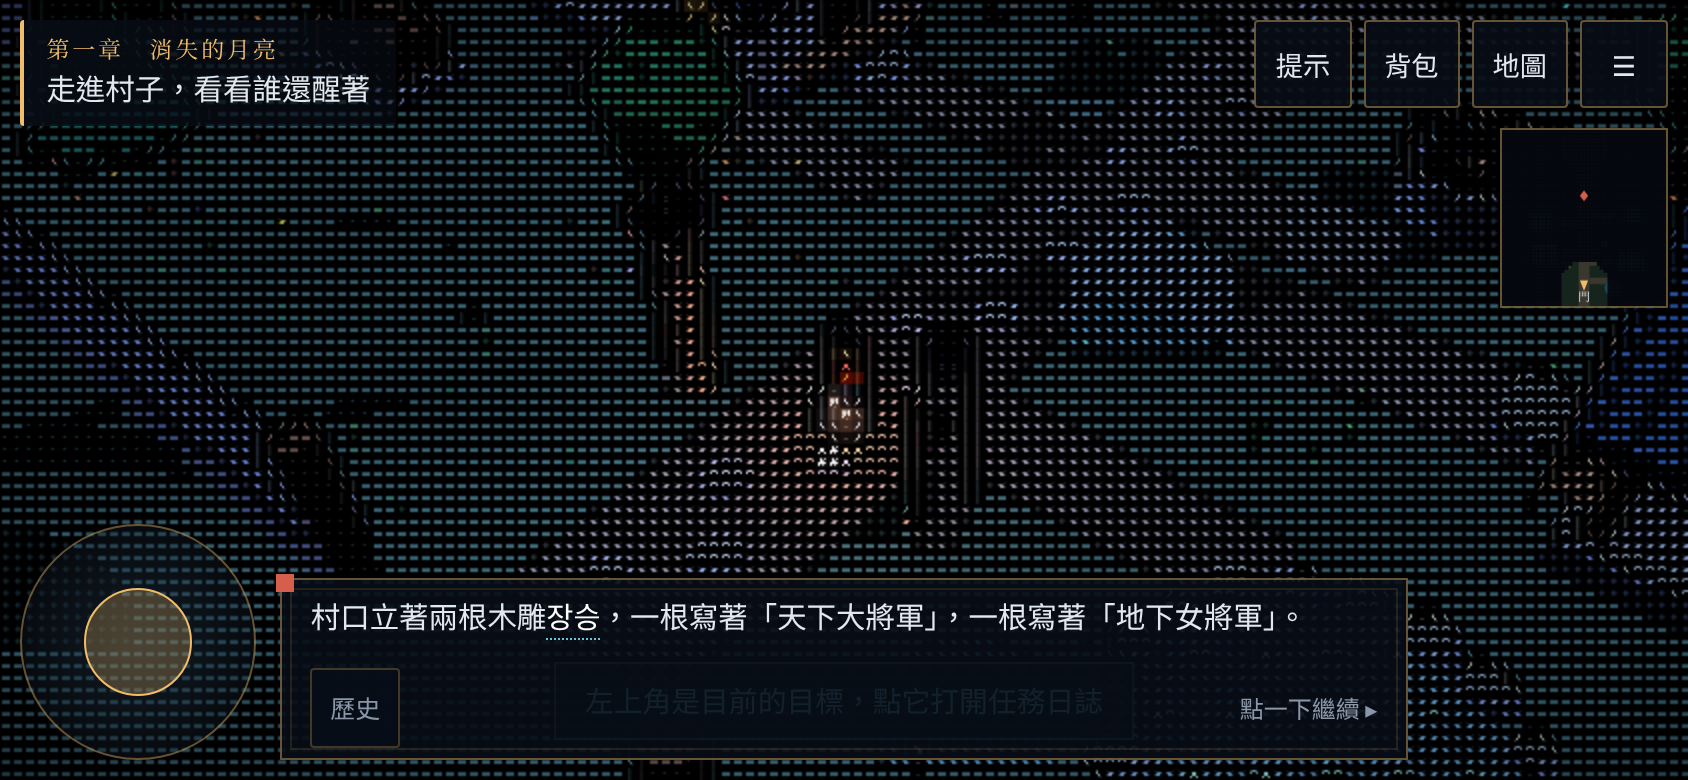 第一章　消失的月亮
走進村子，看看誰還醒著
提示
背包
地圖
☰
門
村口立著兩根木雕장승，一根寫著「天下大將軍」，一根寫著「地下女將軍」。
左上角是目前的目標，點它打開任務日誌
歷史
點一下繼續 ▸